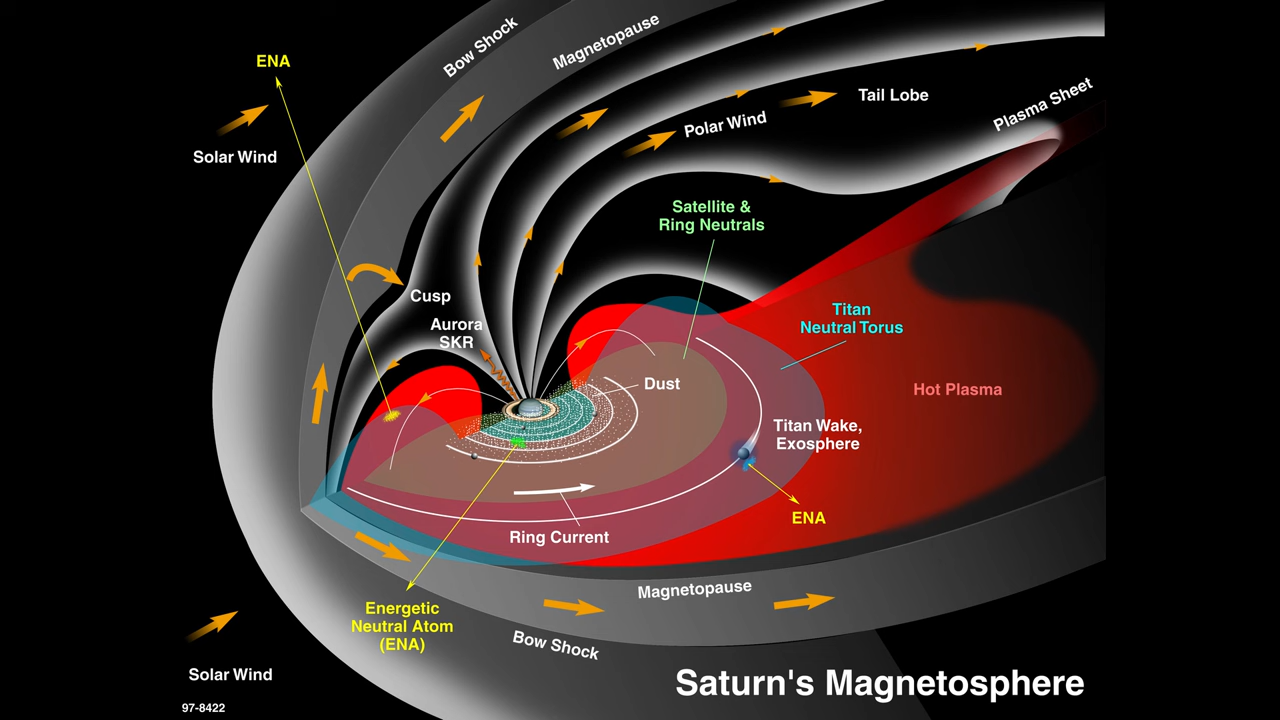 Bow Shock
Magnetopause
ENA
Solar Wind
Tail Lobe
Plasma Sheet
Polar Wind
Satellite &
Ring Neutrals
Cusp
Aurora
SKR
Titan
Neutral Torus
Dust
Hot Plasma
Titan Wake,
Exosphere
ENA
Ring Current
Magnetopause
Energetic
Neutral Atom
(ENA)
Bow Shock
Solar Wind
Saturn's Magnetosphere
97-8422